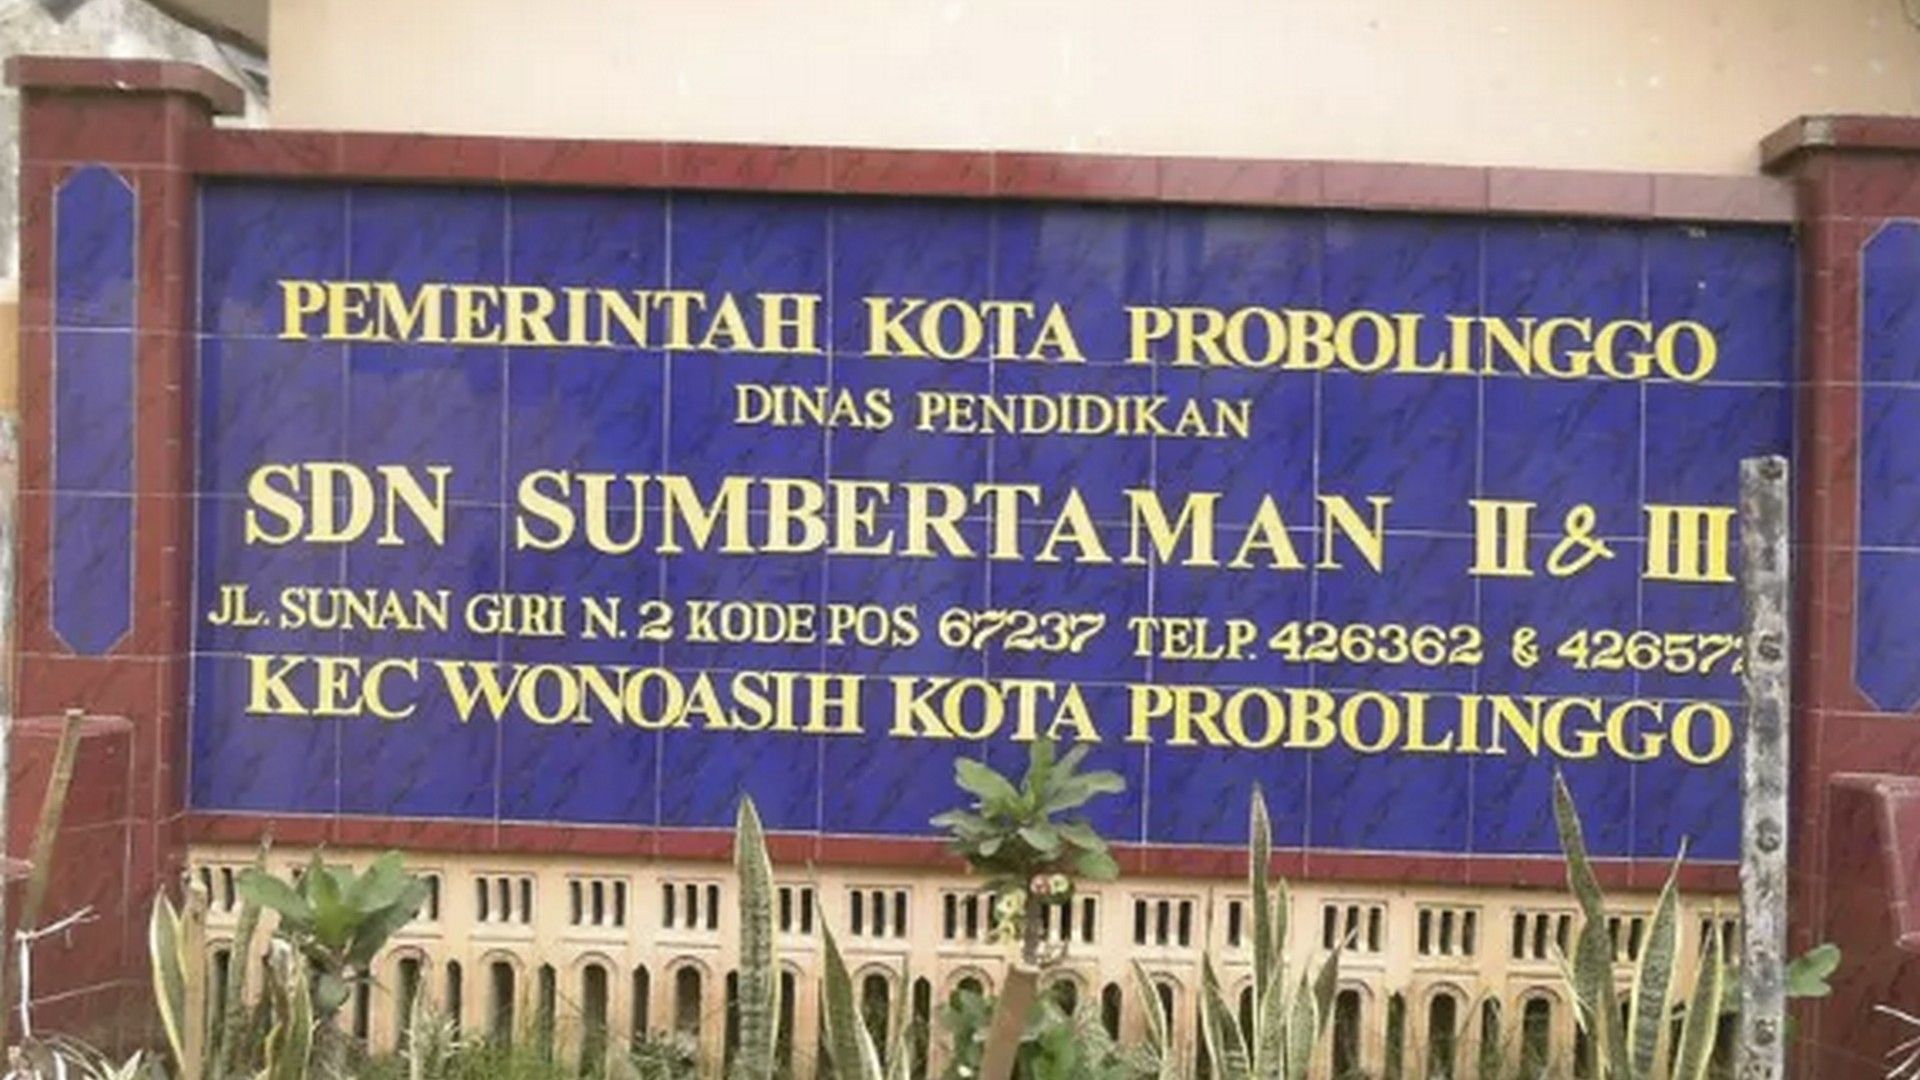 PEMERINTAH KOTA PROBOLINGGO
DINAS PENDIDIKAN
SDN SUMBERTAMAN II & III
JL. SUNAN GIRI N. 2 KODE POS 67237 TELP. 426362 &
KEC WONOASIH KOTA PROBOLINGGO